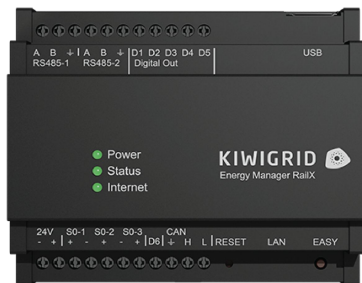 A B ⏚ A B ⏚ D1 D2 D3 D4 D5 USB
RS485-1 RS485-2 Digital Out
Power
Status
Internet
KIWIGRID
Energy Manager RailX
24V S0-1 S0-2 S0-3 CAN
- + + - + - - + D6 ⏚ H L RESET LAN EASY